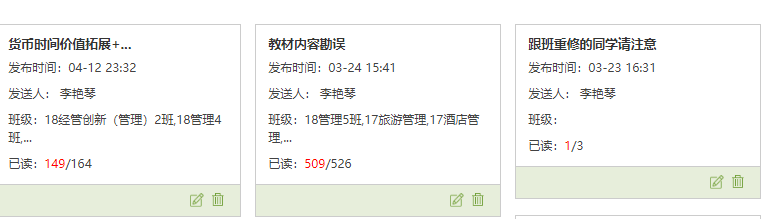 货币时间价值拓展+...
发布时间：04-12 23:32
发送人： 李艳琴
班级：18经管创新（管理）2班,18管理4
班,...
已读：149/164
教材内容勘误
发布时间：03-24 15:41
发送人： 李艳琴
班级：18管理5班,17旅游管理,17酒店管
理,...
已读：509/526
跟班重修的同学请注意
发布时间：03-23 16:31
发送人： 李艳琴
班级：
已读：1/3